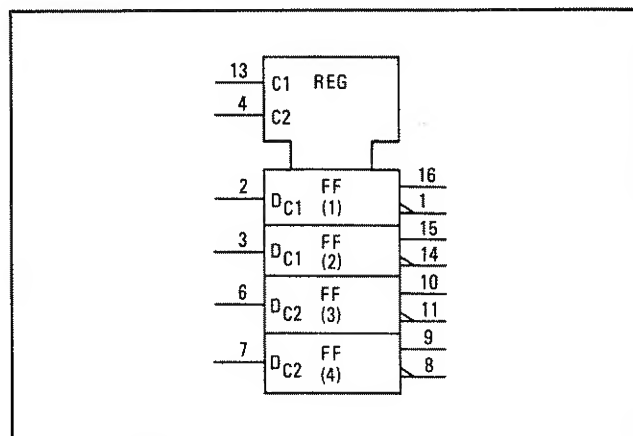 13 C1 REG
4 C2
2 DC1 FF (1) 16
1
3 DC1 FF (2) 15
14
6 DC2 FF (3) 10
11
7 DC2 FF (4) 9
8